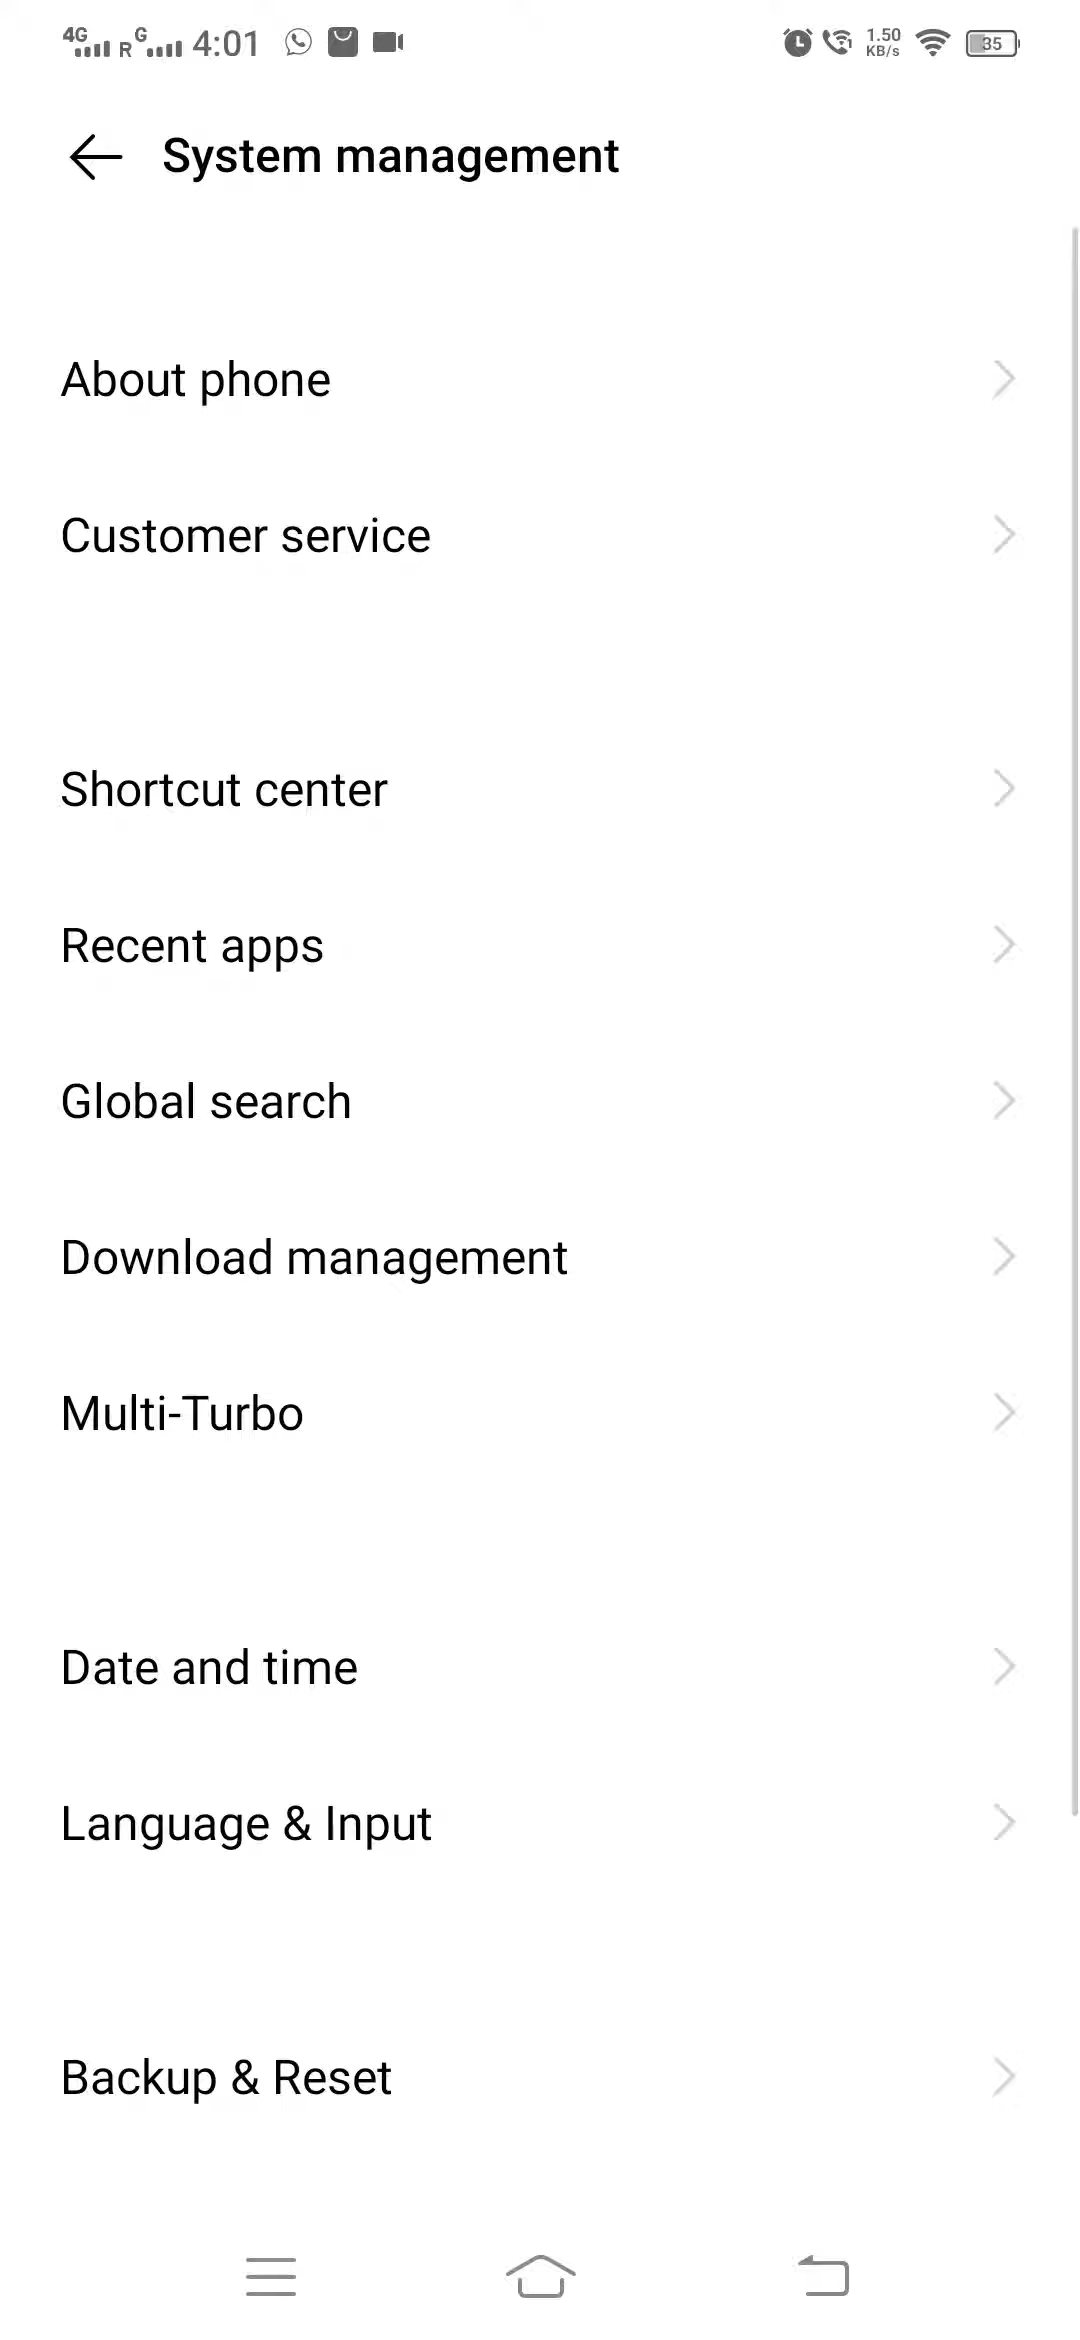 4G R G 4:01 1.50 KB/s 35
System management
About phone
Customer service
Shortcut center
Recent apps
Global search
Download management
Multi-Turbo
Date and time
Language & Input
Backup & Reset